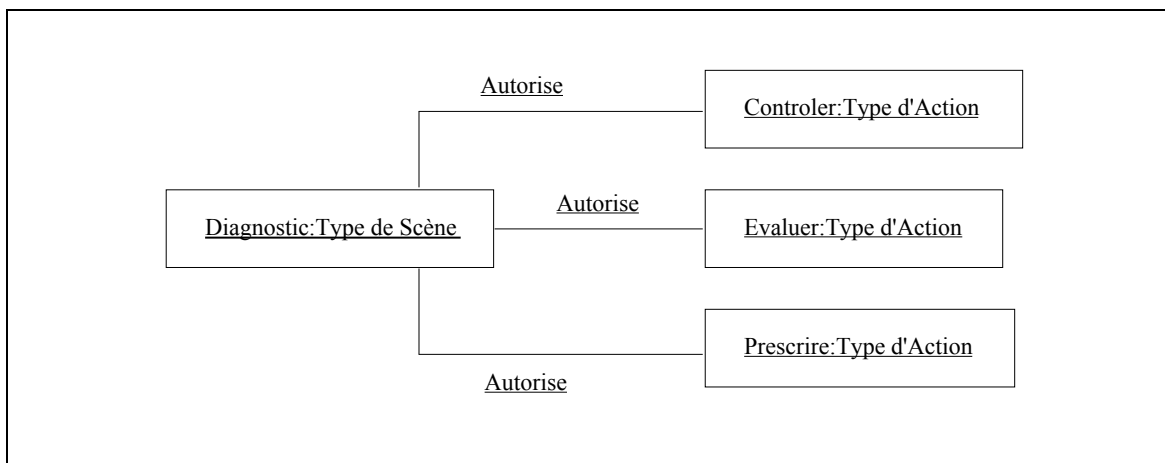 Autorise
Controler:Type d'Action
Autorise
Diagnostic:Type de Scène
Evaluer:Type d'Action
Prescrire:Type d'Action
Autorise